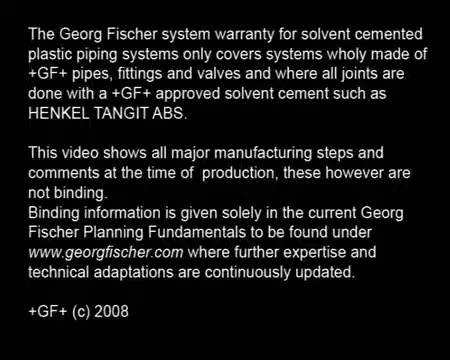 The Georg Fischer system warranty for solvent cemented
plastic piping systems only covers systems wholy made of
+GF+ pipes, fittings and valves and where all joints are
done with a +GF+ approved solvent cement such as
HENKEL TANGIT ABS.
This video shows all major manufacturing steps and
comments at the time of production, these however are
not binding.
Binding information is given solely in the current Georg
Fischer Planning Fundamentals to be found under
www.georgfischer.com where further expertise and
technical adaptations are continuously updated.
+GF+ (c) 2008